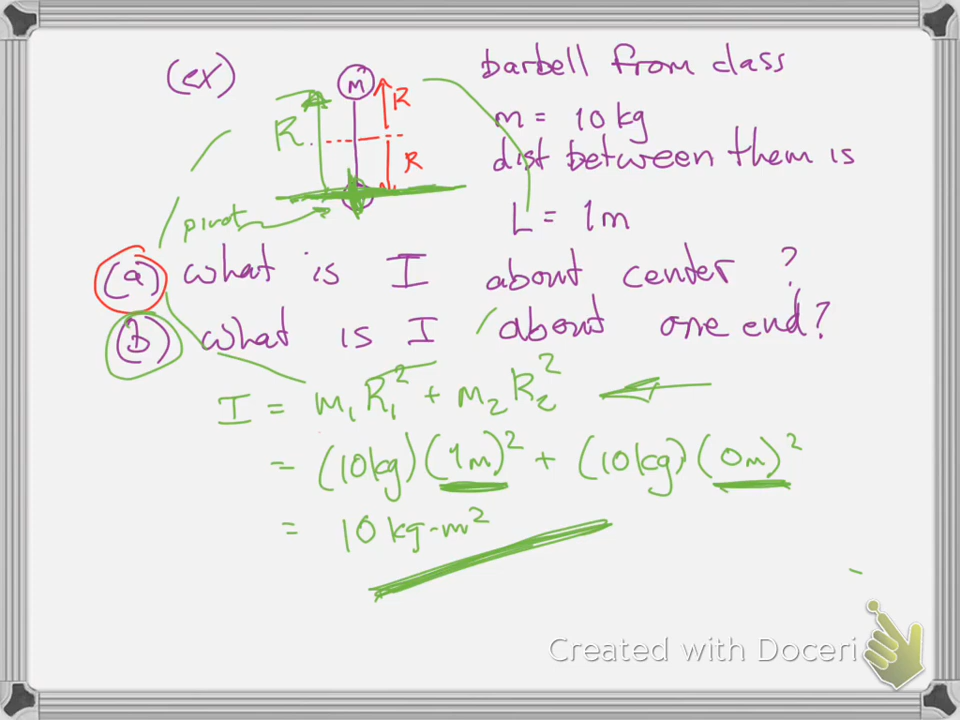 (ex)
m
R
R
R
pivot
barbell from class
m = 10 kg
dist between them is
L = 1m
(a) what is I about center ?
(b) what is I about one end?
I = m₁R₁² + m₂R₂²
= (10kg)(1m)² + (10kg)(0m)²
= 10 kg-m²
Created with Doceri